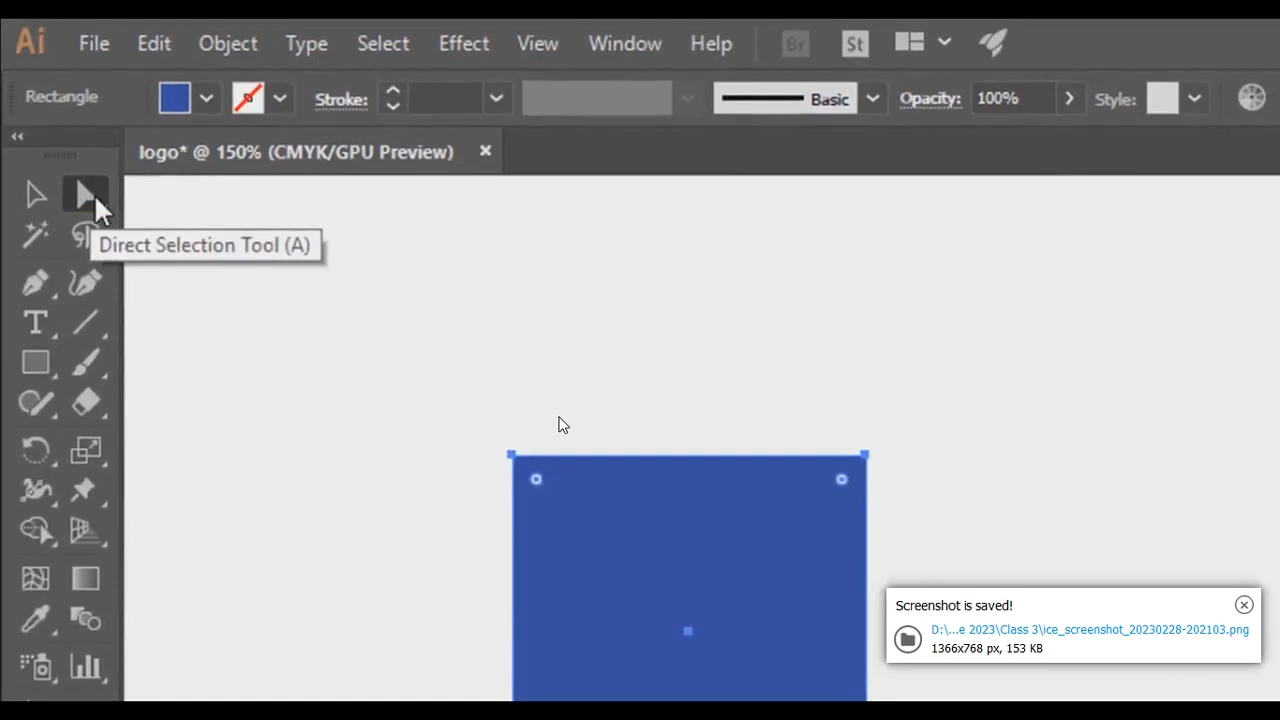 Ai File Edit Object Type Select Effect View Window Help Br St
Rectangle Stroke: Basic Opacity: 100% Style:
logo* @ 150% (CMYK/GPU Preview)
Direct Selection Tool (A)
T
Screenshot is saved!
D:\...e 2023\Class 3\ice_screenshot_20230228-202103.png
1366x768 px, 153 KB